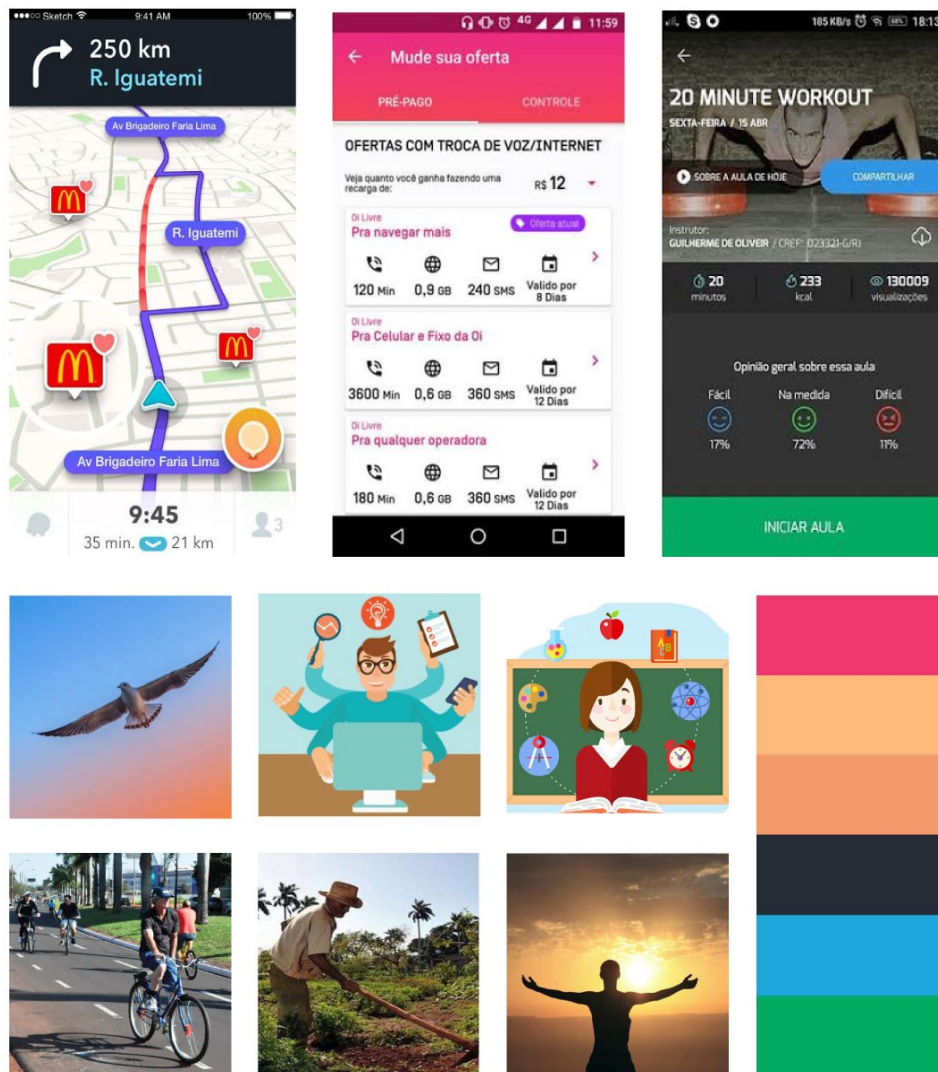 Sketch 9:41 AM 100%
250 km
R. Iguatemi
Av Brigadeiro Faria Lima
R. Iguatemi
Av Brigadeiro Faria Lima
9:45
3
35 min. 21 km
4G 11:59
Mude sua oferta
PRÉ-PAGO CONTROLE
OFERTAS COM TROCA DE VOZ/INTERNET
Veja quanto você ganha fazendo uma
recarga de:
R$ 12
Oi Livre
Pra navegar mais
Oferta atual
120 Min 0,9 GB 240 SMS Valido por
8 Dias
Oi Livre
Pra Celular e Fixo da Oi
3600 Min 0,6 GB 360 SMS Valido por
12 Dias
Oi Livre
Pra qualquer operadora
180 Min 0,6 GB 360 SMS Valido por
12 Dias
185 KB/s 18:13
20 MINUTE WORKOUT
SEXTA-FEIRA / 15 ABR
SOBRE A AULA DE HOJE COMPARTILHAR
Instrutor:
GUILHERME DE OLIVEIR / CREF: 023321-G/RJ
20 233 130009
minutos kcal visualizações
Opinião geral sobre essa aula
Fácil Na medida Difícil
17% 72% 11%
INICIAR AULA
A B